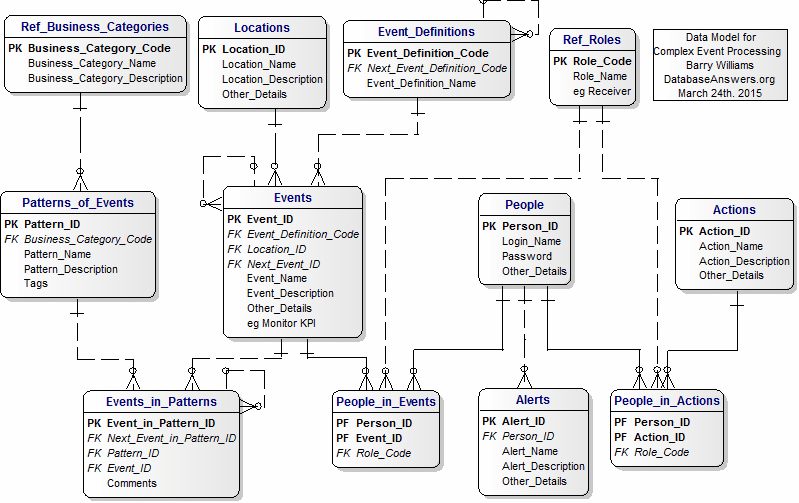 Ref_Business_Categories
PK Business_Category_Code
Business_Category_Name
Business_Category_Description
Locations
PK Location_ID
Location_Name
Location_Description
Other_Details
Event_Definitions
PK Event_Definition_Code
FK Next_Event_Definition_Code
Event_Definition_Name
Ref_Roles
PK Role_Code
Role_Name
eg Receiver
Data Model for
Complex Event Processing
Barry Williams
DatabaseAnswers.org
March 24th. 2015
Patterns_of_Events
PK Pattern_ID
FK Business_Category_Code
Pattern_Name
Pattern_Description
Tags
Events
PK Event_ID
FK Event_Definition_Code
FK Location_ID
FK Next_Event_ID
Event_Name
Event_Description
Other_Details
eg Monitor KPI
People
PK Person_ID
Login_Name
Password
Other_Details
Actions
PK Action_ID
Action_Name
Action_Description
Other_Details
Events_in_Patterns
PK Event_in_Pattern_ID
FK Next_Event_in_Pattern_ID
FK Pattern_ID
FK Event_ID
Comments
People_in_Events
PF Person_ID
PF Event_ID
FK Role_Code
Alerts
PK Alert_ID
FK Person_ID
Alert_Name
Alert_Description
Other_Details
People_in_Actions
PF Person_ID
PF Action_ID
FK Role_Code